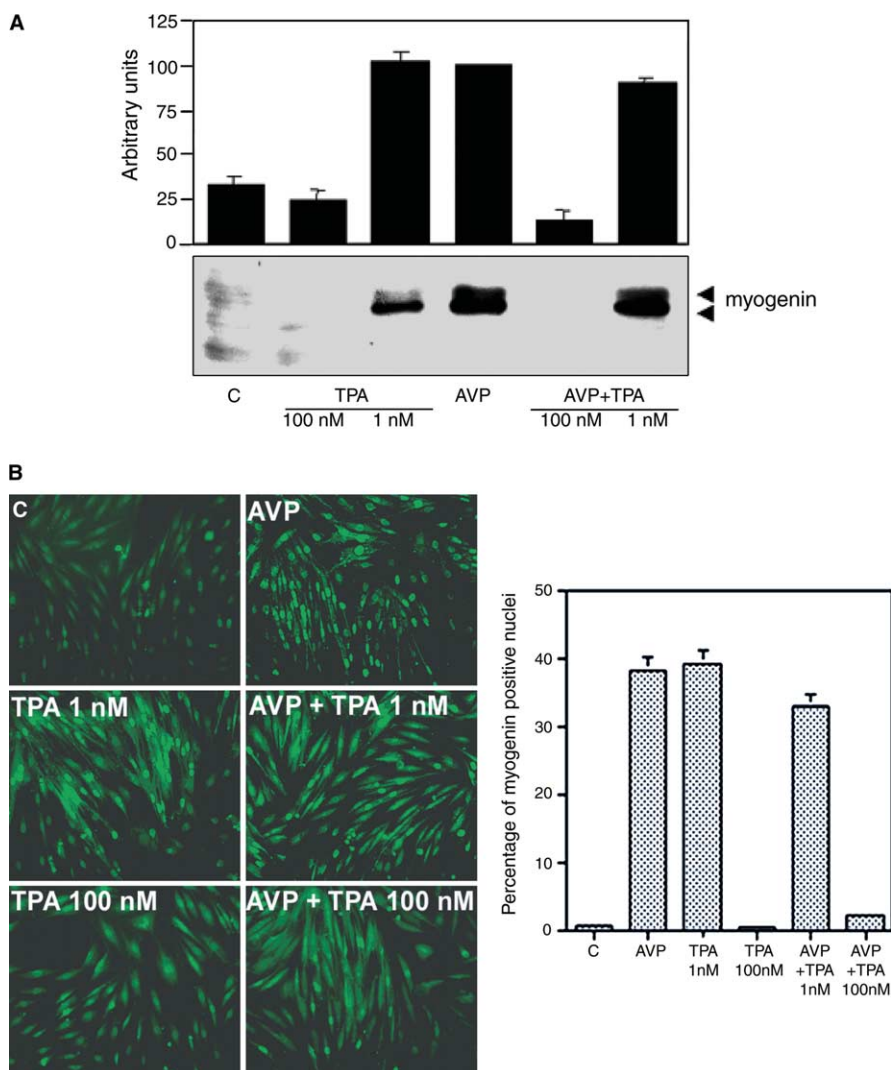 A
Arbitrary units
125
100
75
50
25
0
myogenin
C
TPA
AVP
AVP+TPA
100 nM
1 nM
100 nM
1 nM
B
C
AVP
TPA 1 nM
AVP + TPA 1 nM
TPA 100 nM
AVP + TPA 100 nM
Percentage of myogenin positive nuclei
50
40
30
20
10
0
C
AVP
TPA
1nM
TPA
100nM
AVP
+TPA
1nM
AVP
+TPA
100nM